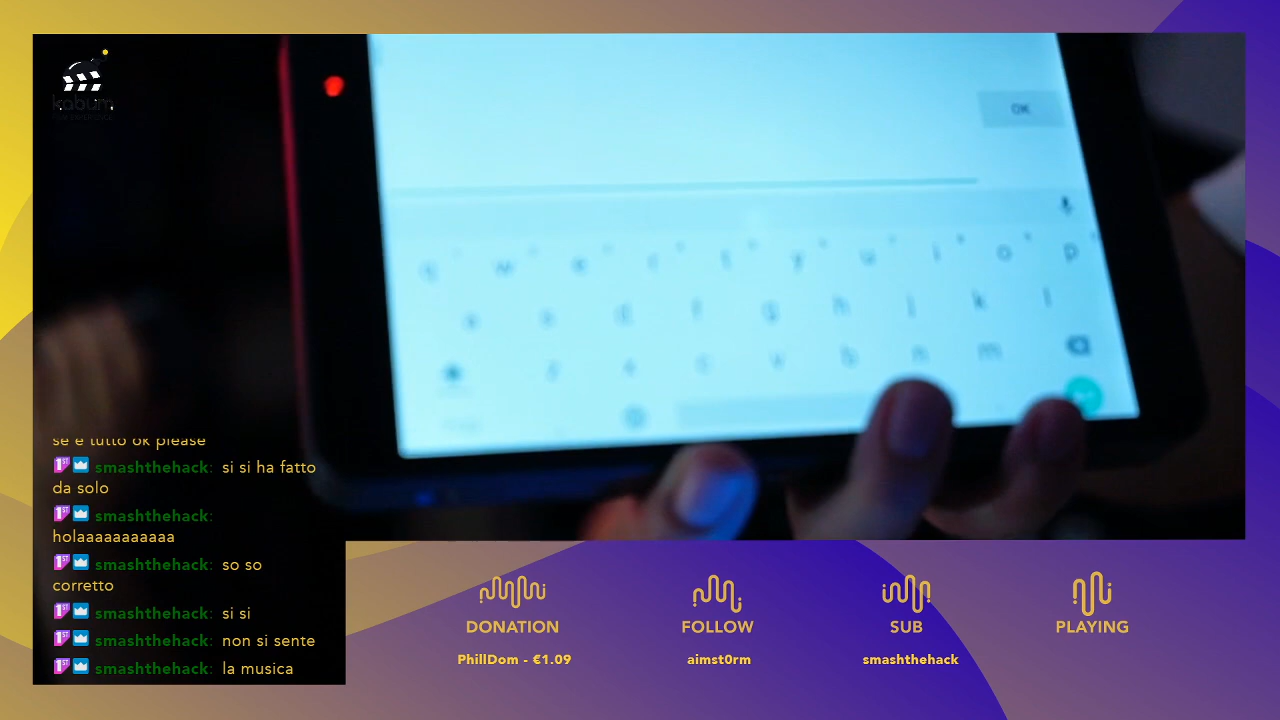 kabum
OK
q w e r t y u i o p
a s d f g h j k l
z x c v b n m
se è tutto ok please
smashthehack: si si ha fatto
da solo
smashthehack:
holaaaaaaaaaaa
smashthehack: so so
corretto
smashthehack: si si
smashthehack: non si sente
smashthehack: la musica
DONATION
FOLLOW
SUB
PLAYING
PhillDom - €1.09
aimst0rm
smashthehack